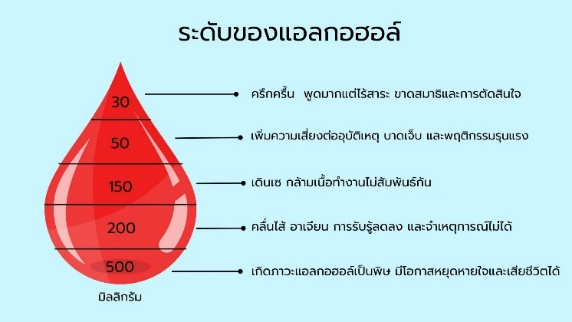 ระดับของแอลกอฮอล์
30
ครึกครื้น พูดมากแต่ไร้สาระ ขาดสมาธิและการตัดสินใจ
50
เพิ่มความเสี่ยงต่ออุบัติเหตุ บาดเจ็บ และพฤติกรรมรุนแรง
150
เดินเซ กล้ามเนื้อทำงานไม่สัมพันธ์กัน
200
คลื่นไส้ อาเจียน การรับรู้ลดลง และจำเหตุการณ์ไม่ได้
500
เกิดภาวะแอลกอฮอล์เป็นพิษ มีโอกาสหยุดหายใจและเสียชีวิตได้
มิลลิกรัม